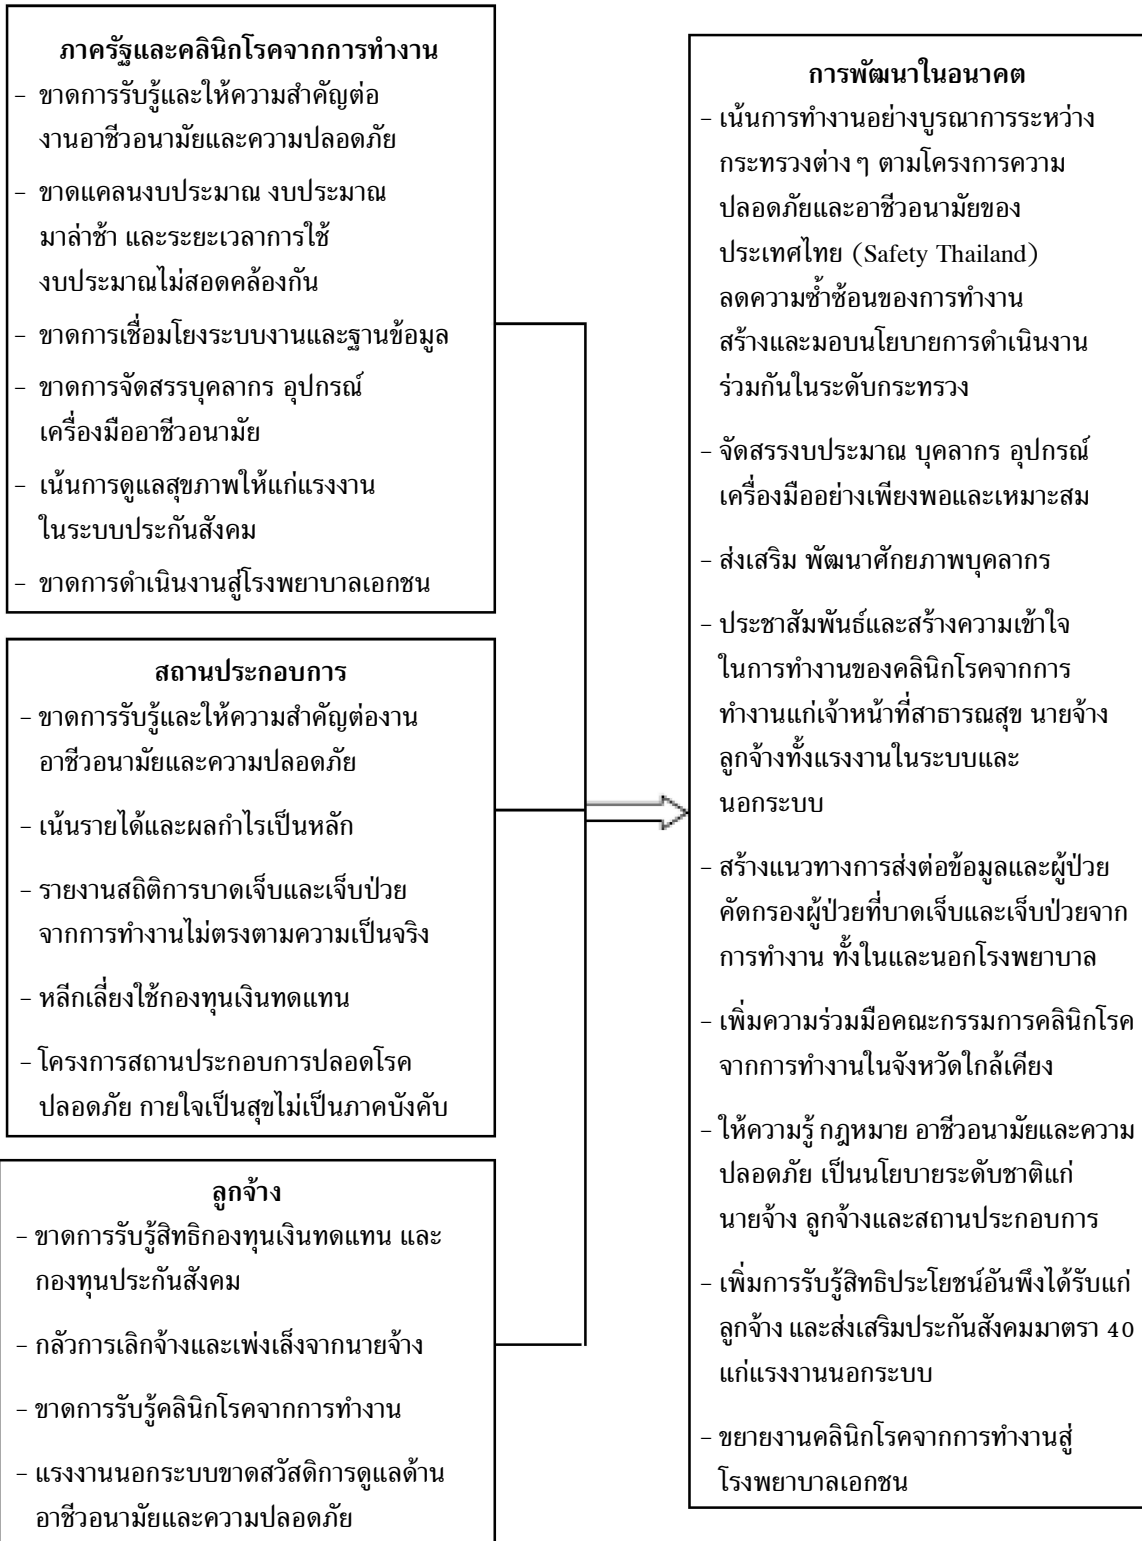 ภาครัฐและคลินิกโรคจากการทำงาน
- ขาดการรับรู้และให้ความสำคัญต่อ
งานอาชีวอนามัยและความปลอดภัย
- ขาดแคลนงบประมาณ งบประมาณ
มาล่าช้า และระยะเวลาการใช้
งบประมาณไม่สอดคล้องกัน
- ขาดการเชื่อมโยงระบบงานและฐานข้อมูล
- ขาดการจัดสรรบุคลากร อุปกรณ์
เครื่องมืออาชีวอนามัย
- เน้นการดูแลสุขภาพให้แก่แรงงาน
ในระบบประกันสังคม
- ขาดการดำเนินงานสู่โรงพยาบาลเอกชน
สถานประกอบการ
- ขาดการรับรู้และให้ความสำคัญต่องาน
อาชีวอนามัยและความปลอดภัย
- เน้นรายได้และผลกำไรเป็นหลัก
- รายงานสถิติการบาดเจ็บและเจ็บป่วย
จากการทำงานไม่ตรงตามความเป็นจริง
- หลีกเลี่ยงใช้กองทุนเงินทดแทน
- โครงการสถานประกอบการปลอดโรค
ปลอดภัย กายใจเป็นสุขไม่เป็นภาคบังคับ
ลูกจ้าง
- ขาดการรับรู้สิทธิกองทุนเงินทดแทน และ
กองทุนประกันสังคม
- กลัวการเลิกจ้างและเพ่งเล็งจากนายจ้าง
- ขาดการรับรู้คลินิกโรคจากการทำงาน
- แรงงานนอกระบบขาดสวัสดิการดูแลด้าน
อาชีวอนามัยและความปลอดภัย
การพัฒนาในอนาคต
- เน้นการทำงานอย่างบูรณาการระหว่าง
กระทรวงต่าง ๆ ตามโครงการความ
ปลอดภัยและอาชีวอนามัยของ
ประเทศไทย (Safety Thailand)
ลดความซ้ำซ้อนของการทำงาน
สร้างและมอบนโยบายการดำเนินงาน
ร่วมกันในระดับกระทรวง
- จัดสรรงบประมาณ บุคลากร อุปกรณ์
เครื่องมืออย่างเพียงพอและเหมาะสม
- ส่งเสริม พัฒนาศักยภาพบุคลากร
- ประชาสัมพันธ์และสร้างความเข้าใจ
ในการทำงานของคลินิกโรคจากการ
ทำงานแก่เจ้าหน้าที่สาธารณสุข นายจ้าง
ลูกจ้างทั้งแรงงานในระบบและ
นอกระบบ
- สร้างแนวทางการส่งต่อข้อมูลและผู้ป่วย
คัดกรองผู้ป่วยที่บาดเจ็บและเจ็บป่วยจาก
การทำงาน ทั้งในและนอกโรงพยาบาล
- เพิ่มความร่วมมือคณะกรรมการคลินิกโรค
จากการทำงานในจังหวัดใกล้เคียง
- ให้ความรู้ กฎหมาย อาชีวอนามัยและความ
ปลอดภัย เป็นนโยบายระดับชาติแก่
นายจ้าง ลูกจ้างและสถานประกอบการ
- เพิ่มการรับรู้สิทธิประโยชน์อันพึงได้รับแก่
ลูกจ้าง และส่งเสริมประกันสังคมมาตรา 40
แก่แรงงานนอกระบบ
- ขยายงานคลินิกโรคจากการทำงานสู่
โรงพยาบาลเอกชน